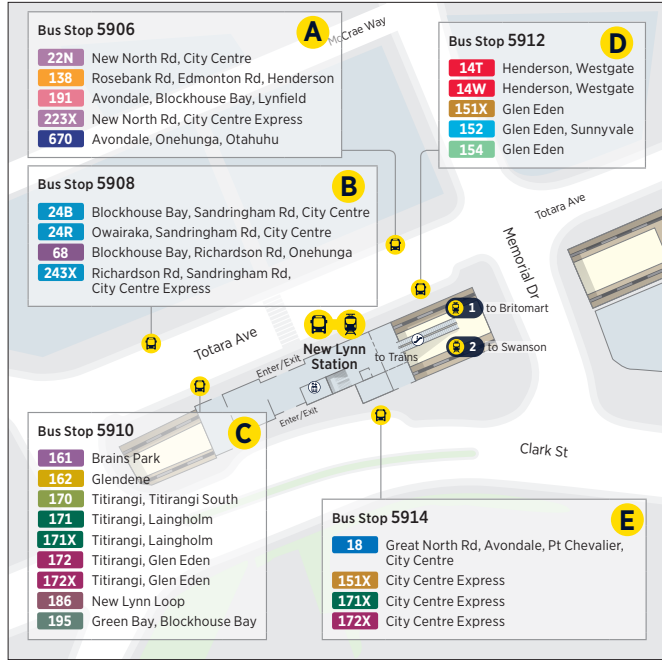 Bus Stop 5906
A
22N New North Rd, City Centre
138 Rosebank Rd, Edmonton Rd, Henderson
191 Avondale, Blockhouse Bay, Lynfield
223X New North Rd, City Centre Express
670 Avondale, Onehunga, Otahuhu
McCrae Way
Bus Stop 5912
D
14T Henderson, Westgate
14W Henderson, Westgate
151X Glen Eden
152 Glen Eden, Sunnyvale
154 Glen Eden
Bus Stop 5908
B
24B Blockhouse Bay, Sandringham Rd, City Centre
24R Owairaka, Sandringham Rd, City Centre
68 Blockhouse Bay, Richardson Rd, Onehunga
243X Richardson Rd, Sandringham Rd,
City Centre Express
Totara Ave
Memorial Dr
1 to Britomart
2 to Swanson
Totara Ave
New Lynn
Station
to Trains
Enter/Exit
Enter/Exit
Clark St
Bus Stop 5910
C
161 Brains Park
162 Glendene
170 Titirangi, Titirangi South
171 Titirangi, Laingholm
171X Titirangi, Laingholm
172 Titirangi, Glen Eden
172X Titirangi, Glen Eden
186 New Lynn Loop
195 Green Bay, Blockhouse Bay
Bus Stop 5914
E
18 Great North Rd, Avondale, Pt Chevalier,
City Centre
151X City Centre Express
171X City Centre Express
172X City Centre Express